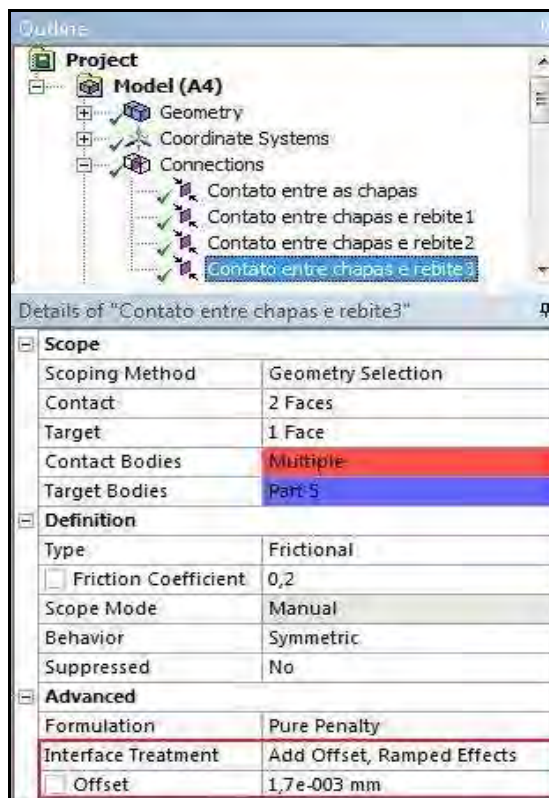 Outline
Project
Model (A4)
Geometry
Coordinate Systems
Connections
Contato entre as chapas
Contato entre chapas e rebite1
Contato entre chapas e rebite2
Contato entre chapas e rebite3
Details of "Contato entre chapas e rebite3"
Scope
Scoping Method Geometry Selection
Contact 2 Faces
Target 1 Face
Contact Bodies Multiple
Target Bodies Part 5
Definition
Type Frictional
Friction Coefficient 0,2
Scope Mode Manual
Behavior Symmetric
Suppressed No
Advanced
Formulation Pure Penalty
Interface Treatment Add Offset, Ramped Effects
Offset 1,7e-003 mm